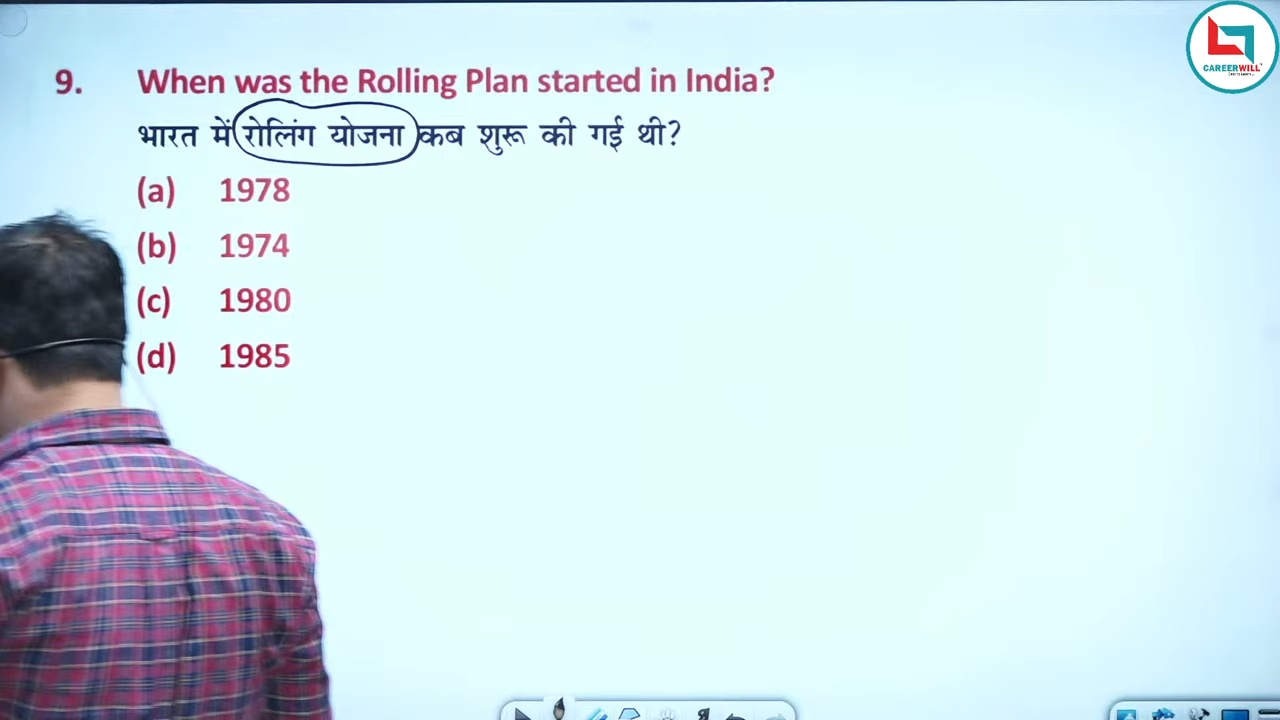 CAREERWILL
9. When was the Rolling Plan started in India?
भारत में रोलिंग योजना कब शुरू की गई थी?
(a) 1978
(b) 1974
(c) 1980
(d) 1985